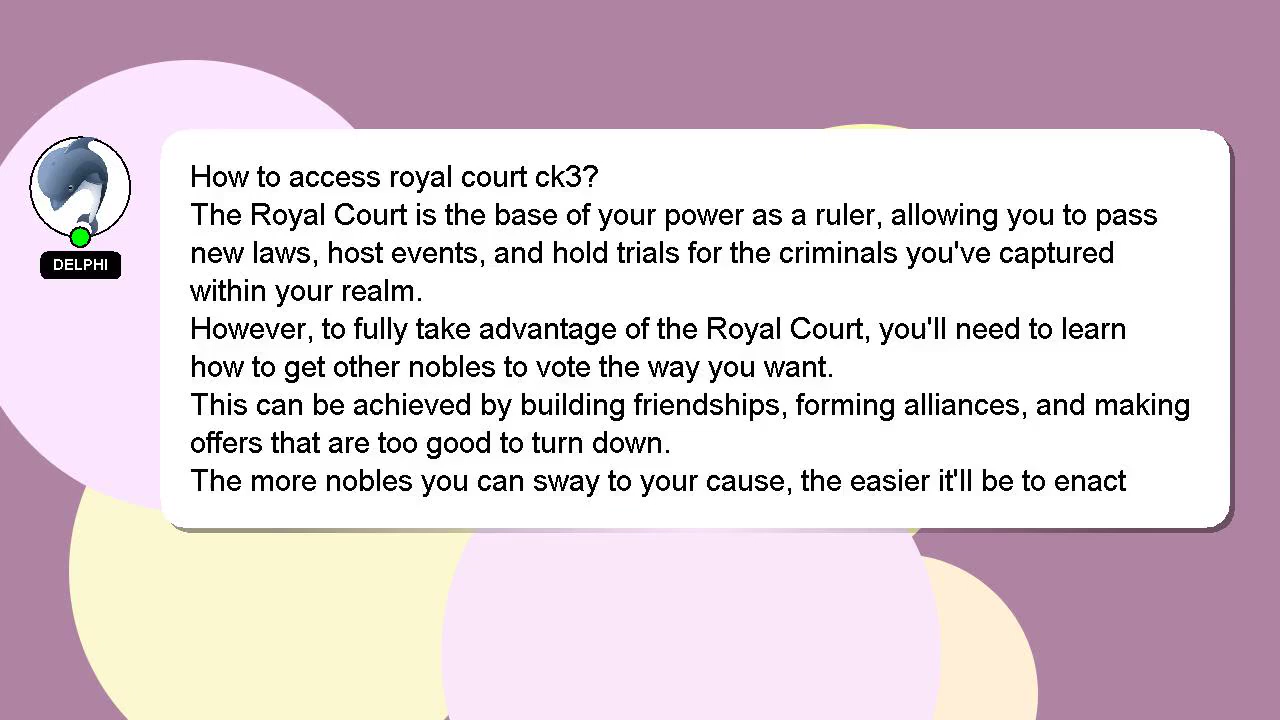 How to access royal court ck3?
The Royal Court is the base of your power as a ruler, allowing you to pass
new laws, host events, and hold trials for the criminals you've captured
within your realm.
However, to fully take advantage of the Royal Court, you'll need to learn
how to get other nobles to vote the way you want.
This can be achieved by building friendships, forming alliances, and making
offers that are too good to turn down.
The more nobles you can sway to your cause, the easier it'll be to enact
DELPHI